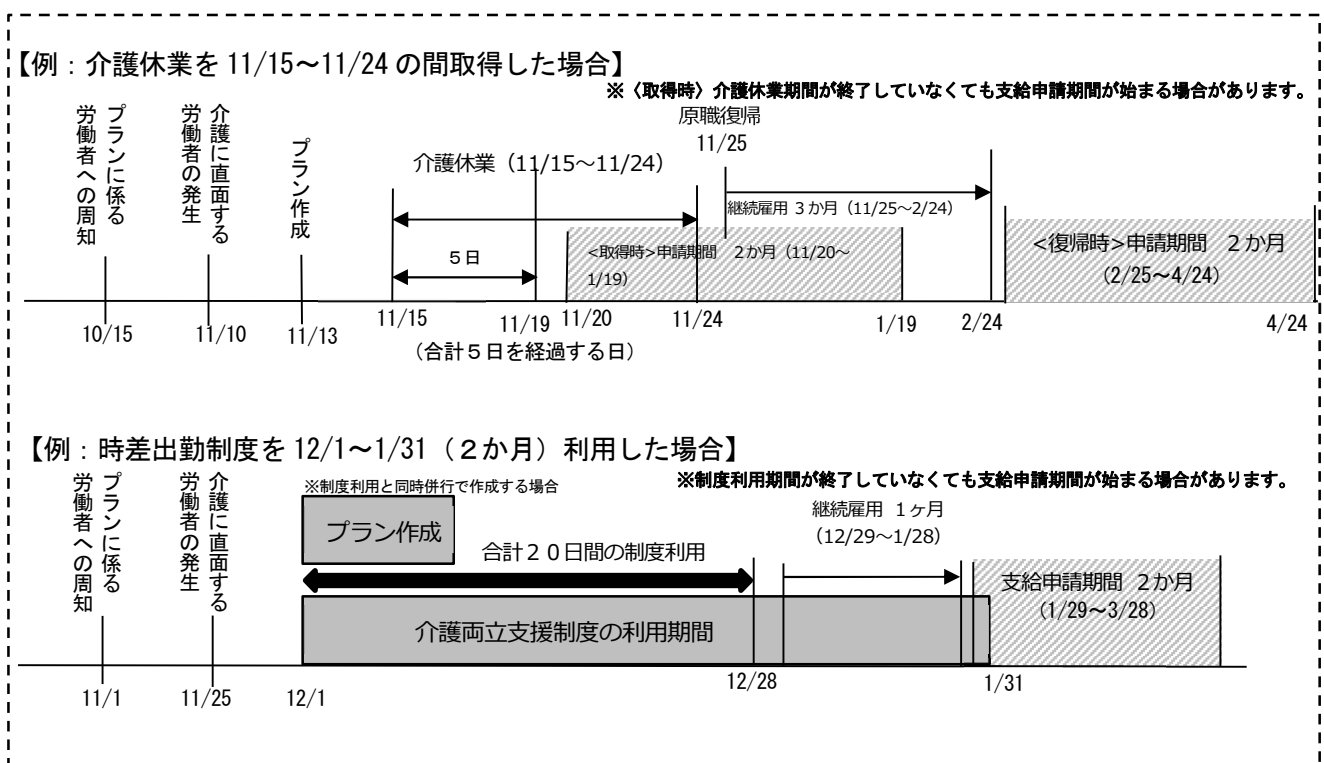 【例：介護休業を 11/15～11/24 の間取得した場合】
※〈取得時〉介護休業期間が終了していなくても支給申請期間が始まる場合があります。
プランに係る
労働者への周知
介護に直面する
労働者の発生
プラン作成
介護休業（11/15～11/24）
原職復帰
11/25
継続雇用 ３か月（11/25～2/24）
５日
<取得時>申請期間　２か月（11/20～
1/19）
<復帰時>申請期間　２か月
（2/25～4/24）
10/15
11/10
11/13
11/15
11/19
11/20
11/24
1/19
2/24
4/24
（合計５日を経過する日）
【例：時差出勤制度を 12/1～1/31（２か月）利用した場合】
※制度利用期間が終了していなくても支給申請期間が始まる場合があります。
プランに係る
労働者への周知
介護に直面する
労働者の発生
※制度利用と同時併行で作成する場合
プラン作成
合計２０日間の制度利用
継続雇用 １ヶ月
（12/29～1/28）
介護両立支援制度の利用期間
支給申請期間 ２か月
（1/29～3/28）
11/1
11/25
12/1
12/28
1/31